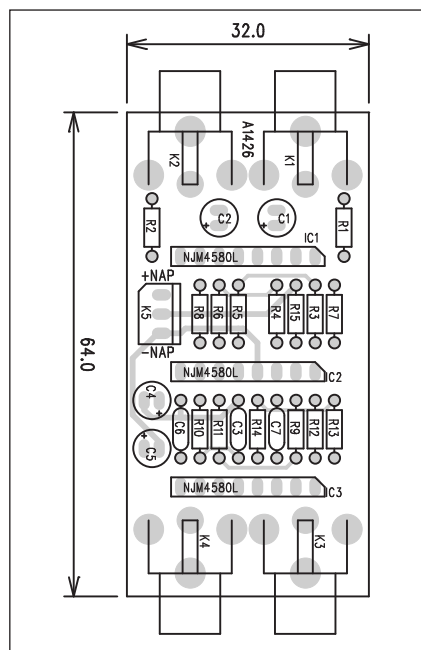 32.0
64.0
A1426
K2
K1
R2
C2
C1
R1
IC1
NJM4580L
+NAP
K5
-NAP
R8
R6
R5
R4
R15
R3
R7
NJM4580L
IC2
C4
C5
C6
R10
R11
C3
R14
C7
R9
R12
R13
NJM4580L
IC3
K4
K3